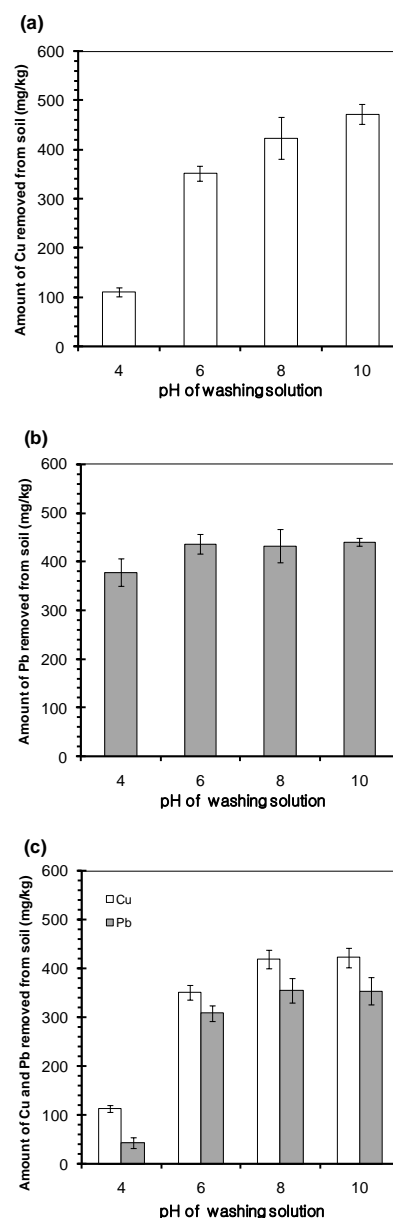 (a)
Amount of Cu removed from soil (mg/kg)
600
500
400
300
200
100
0
4 6 8 10
pH of washing solution
(b)
Amount of Pb removed from soil (mg/kg)
600
500
400
300
200
100
0
4 6 8 10
pH of washing solution
(c)
Amount of Cu and Pb removed from soil (mg/kg)
600
500
400
300
200
100
0
Cu
Pb
4 6 8 10
pH of washing solution